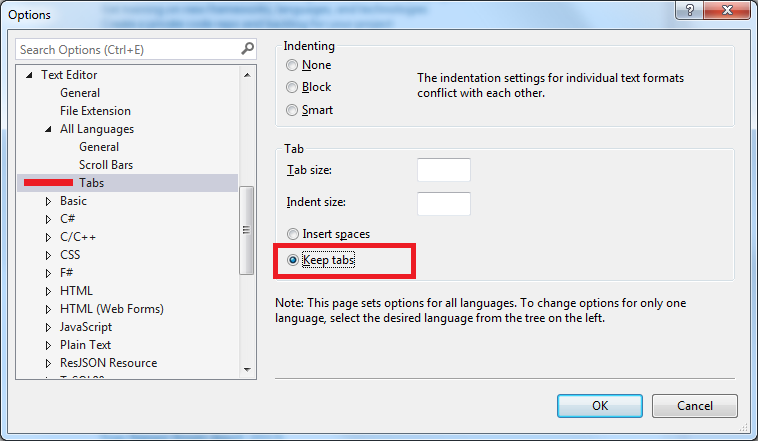 Options
Search Options (Ctrl+E)
Text Editor
General
File Extension
All Languages
General
Scroll Bars
Tabs
Basic
C#
C/C++
CSS
F#
HTML
HTML (Web Forms)
JavaScript
Plain Text
ResJSON Resource
Indenting
None
Block
Smart
The indentation settings for individual text formats
conflict with each other.
Tab
Tab size:
Indent size:
Insert spaces
Keep tabs
Note: This page sets options for all languages. To change options for only one
language, select the desired language from the tree on the left.
OK
Cancel